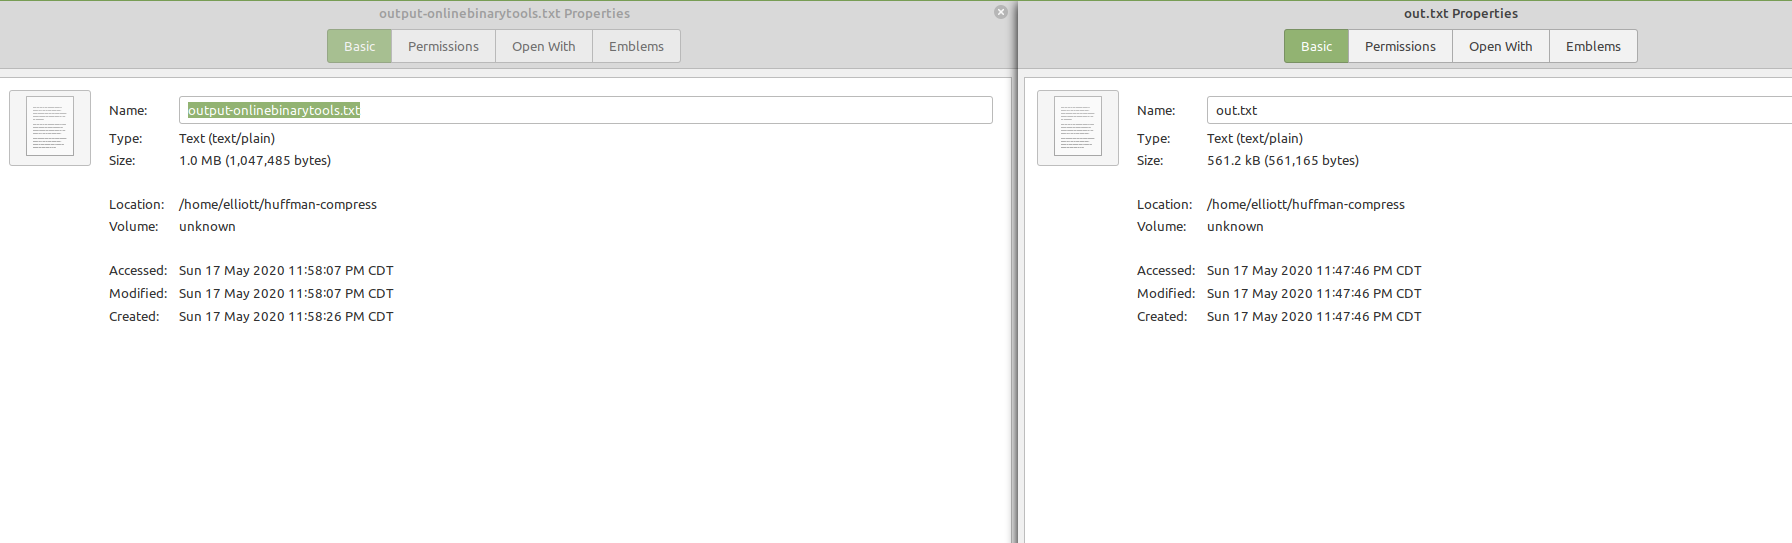 output-onlinebinarytools.txt Properties
Basic Permissions Open With Emblems
Name: output-onlinebinarytools.txt
Type: Text (text/plain)
Size: 1.0 MB (1,047,485 bytes)
Location: /home/elliott/huffman-compress
Volume: unknown
Accessed: Sun 17 May 2020 11:58:07 PM CDT
Modified: Sun 17 May 2020 11:58:07 PM CDT
Created: Sun 17 May 2020 11:58:26 PM CDT
out.txt Properties
Basic Permissions Open With Emblems
Name: out.txt
Type: Text (text/plain)
Size: 561.2 kB (561,165 bytes)
Location: /home/elliott/huffman-compress
Volume: unknown
Accessed: Sun 17 May 2020 11:47:46 PM CDT
Modified: Sun 17 May 2020 11:47:46 PM CDT
Created: Sun 17 May 2020 11:47:46 PM CDT